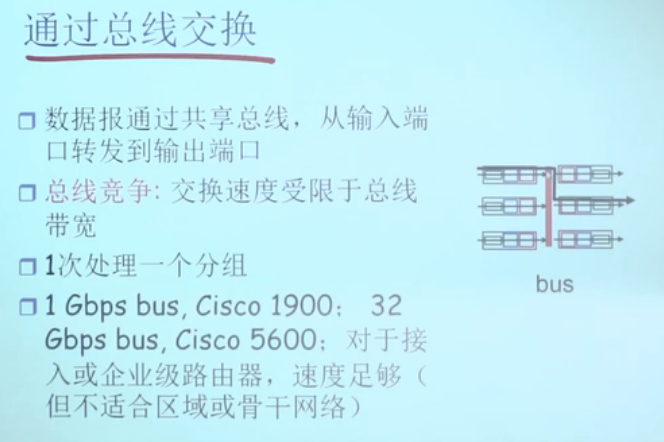 通过总线交换
数据报通过共享总线，从输入端
口转发到输出端口
总线竞争: 交换速度受限于总线
带宽
1次处理一个分组
1 Gbps bus, Cisco 1900； 32
Gbps bus, Cisco 5600；对于接
入或企业级路由器，速度足够（
但不适合区域或骨干网络）
bus